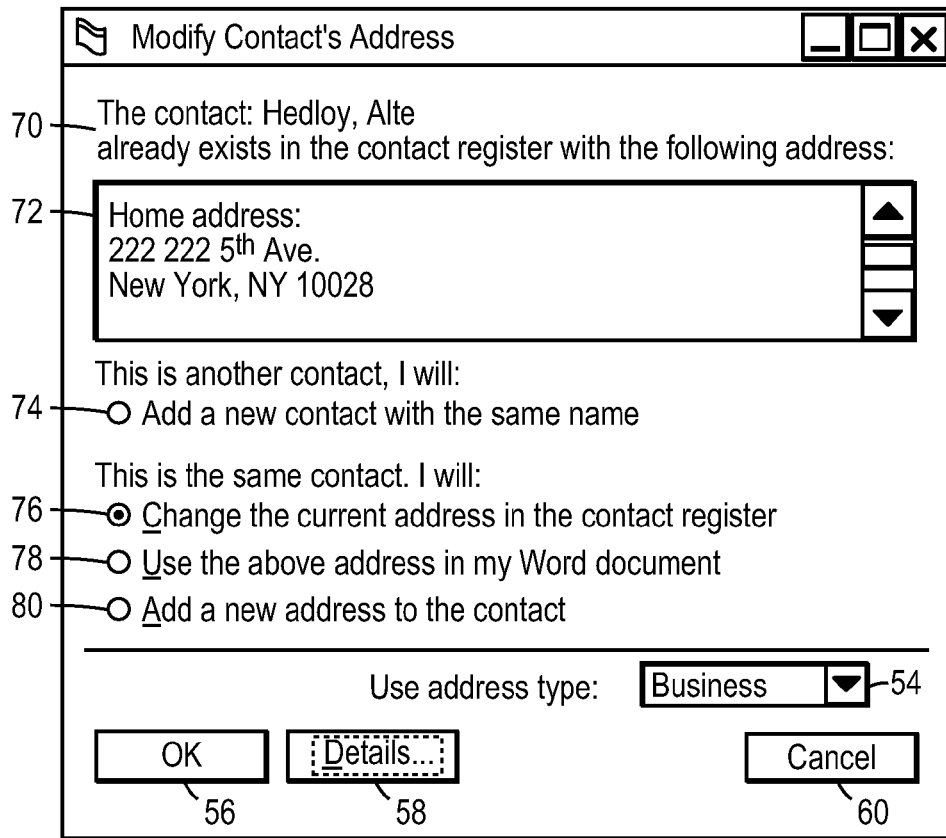 Modify Contact's Address
70
The contact: Hedloy, Alte
already exists in the contact register with the following address:
72
Home address:
222 222 5th Ave.
New York, NY 10028
This is another contact, I will:
74
Add a new contact with the same name
This is the same contact. I will:
76
Change the current address in the contact register
78
Use the above address in my Word document
80
Add a new address to the contact
Use address type: Business 54
OK Details... Cancel
56 58 60